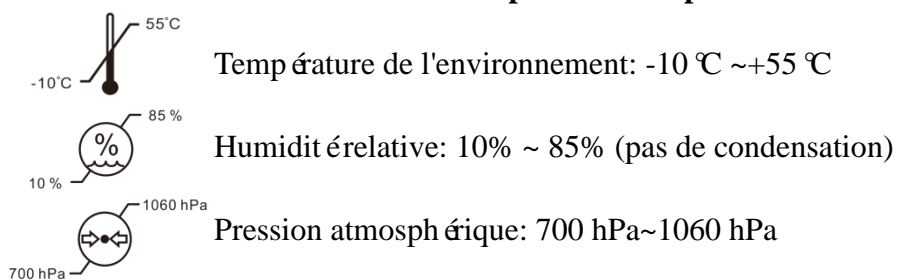 55°C
-10°C
Température de l'environnement: -10 ℃ ~+55 ℃
85 %
%
10 %
Humidité relative: 10% ~ 85% (pas de condensation)
1060 hPa
700 hPa
Pression atmosphérique: 700 hPa~1060 hPa